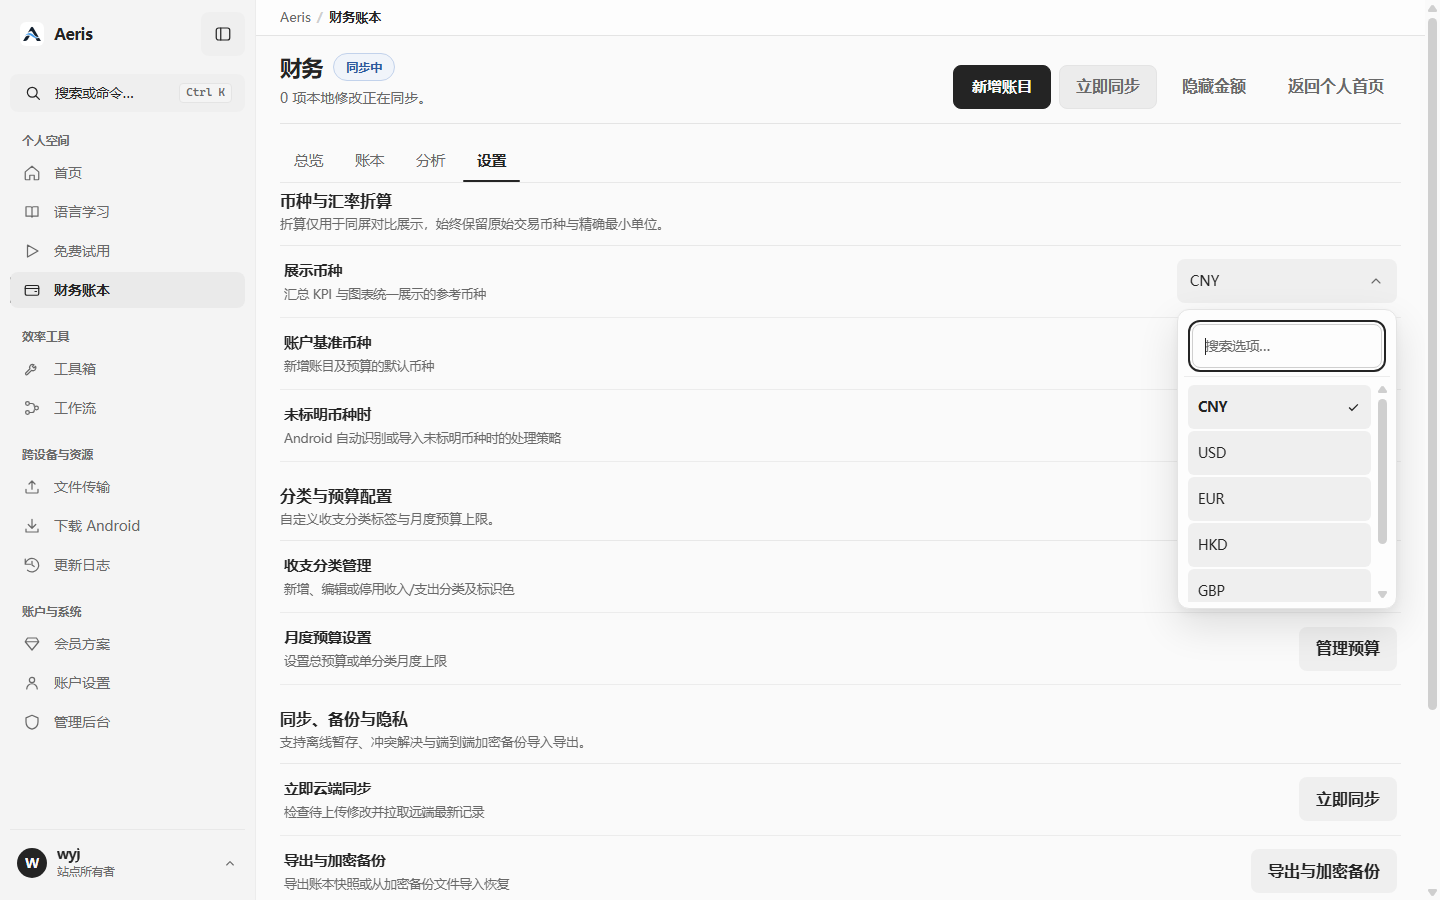 Aeris
搜索或命令... Ctrl K
个人空间
首页
语言学习
免费试用
财务账本
效率工具
工具箱
工作流
跨设备与资源
文件传输
下载 Android
更新日志
账户与系统
会员方案
账户设置
管理后台
W
wyj
站点所有者
Aeris / 财务账本
财务 同步中
0 项本地修改正在同步。
新增账目 立即同步 隐藏金额 返回个人首页
总览 账本 分析 设置
币种与汇率折算
折算仅用于同屏对比展示，始终保留原始交易币种与精确最小单位。
展示币种
汇总 KPI 与图表统一展示的参考币种
CNY
搜索选项...
CNY
USD
EUR
HKD
GBP
账户基准币种
新增账目及预算的默认币种
未标明币种时
Android 自动识别或导入未标明币种时的处理策略
分类与预算配置
自定义收支分类标签与月度预算上限。
收支分类管理
新增、编辑或停用收入/支出分类及标识色
月度预算设置
设置总预算或单分类月度上限
管理预算
同步、备份与隐私
支持离线暂存、冲突解决与端到端加密备份导入导出。
立即云端同步
检查待上传修改并拉取远端最新记录
立即同步
导出与加密备份
导出账本快照或从加密备份文件导入恢复
导出与加密备份